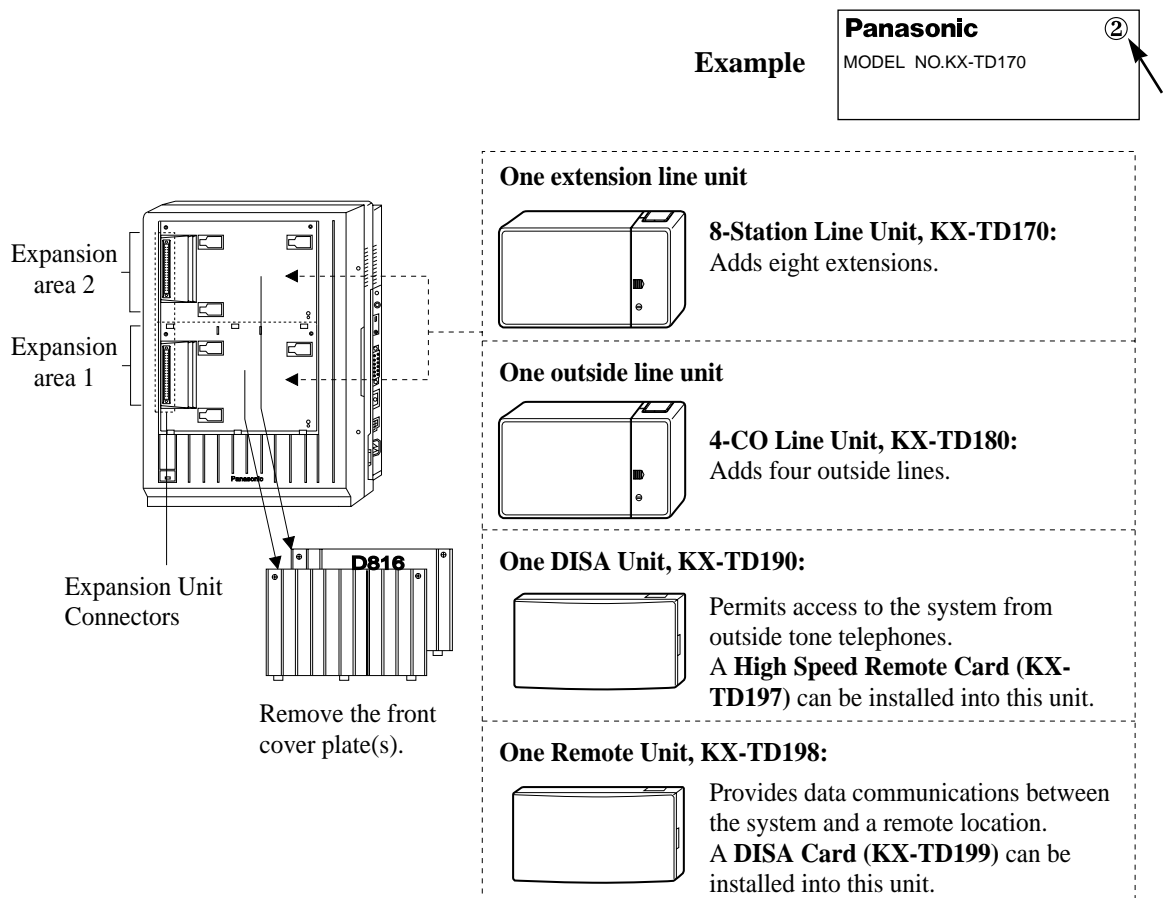 Example
Panasonic ②
MODEL NO.KX-TD170
Expansion
area 2
Expansion
area 1
Panasonic
D816
Expansion Unit
Connectors
Remove the front
cover plate(s).
One extension line unit
8-Station Line Unit, KX-TD170:
Adds eight extensions.
One outside line unit
4-CO Line Unit, KX-TD180:
Adds four outside lines.
One DISA Unit, KX-TD190:
Permits access to the system from
outside tone telephones.
A High Speed Remote Card (KX-
TD197) can be installed into this unit.
One Remote Unit, KX-TD198:
Provides data communications between
the system and a remote location.
A DISA Card (KX-TD199) can be
installed into this unit.